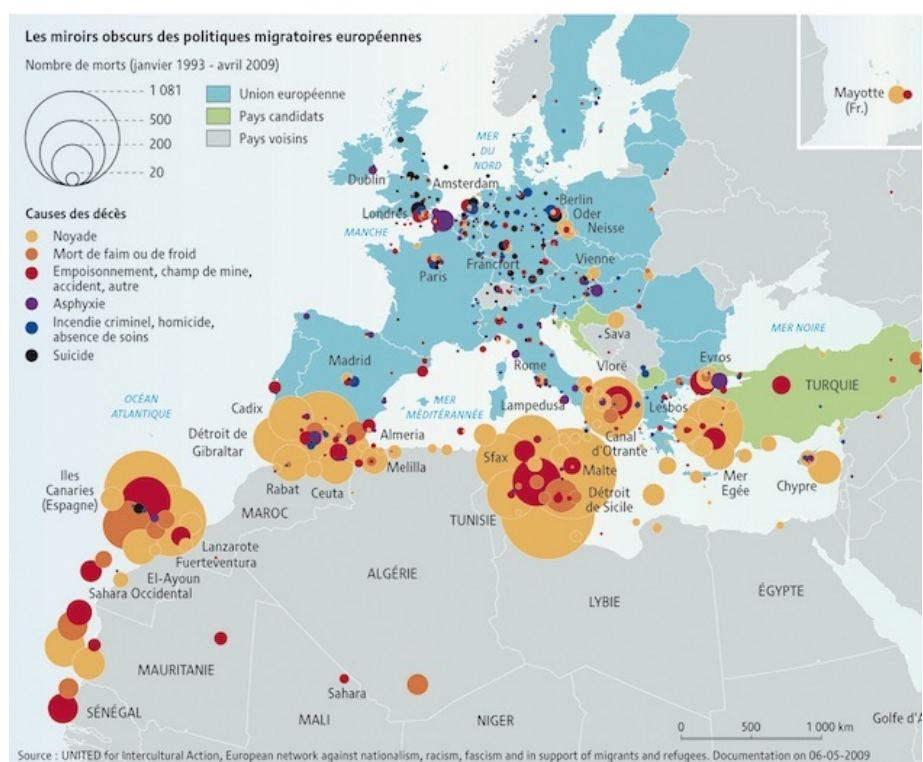 Les miroirs obscurs des politiques migratoires européennes
Nombre de morts (janvier 1993 - avril 2009)
1 081
500
200
20
Union européenne
Pays candidats
Pays voisins
Causes des décès
Noyade
Mort de faim ou de froid
Empoisonnement, champ de mine,
accident, autre
Asphyxie
Incendie criminel, homicide,
absence de soins
Suicide
Mayotte
(Fr.)
MER
DU
NORD
Dublin
Amsterdam
Londres
Berlin
Oder
Neisse
MANCHE
Paris
Francfort
Vienne
Sava
MER NOIRE
Madrid
Rome
Vlorë
Evros
TURQUIE
OCÉAN
ATLANTIQUE
MER
MÉDITÉRRANÉE
Lampedusa
Lesbos
Cadix
Détroit de
Gibraltar
Almeria
Canal
d'Otrante
Melilla
Sfax
Malte
Mer
Egée
Chypre
Rabat
Ceuta
Iles
Canaries
(Espagne)
MAROC
Détroit
de Sicile
TUNISIE
Lanzarote
Fuerteventura
El-Ayoun
Sahara Occidental
ALGÉRIE
LYBIE
ÉGYPTE
MAURITANIE
Sahara
SÉNÉGAL
MALI
NIGER
0 500 1 000 km
Golfe d'A
Source : UNITED for Intercultural Action, European network against nationalism, racism, fascism and in support of migrants and refugees. Documentation on 06-05-2009